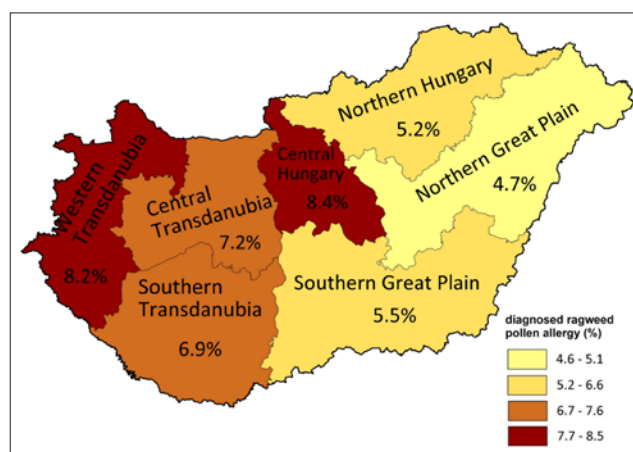 Northern Hungary
5.2%
Northern Great Plain
4.7%
Western
Transdanubia
8.2%
Central
Transdanubia
7.2%
Central
Hungary
8.4%
Southern
Transdanubia
6.9%
Southern Great Plain
5.5%
diagnosed ragweed
pollen allergy (%)
4.6 - 5.1
5.2 - 6.6
6.7 - 7.6
7.7 - 8.5